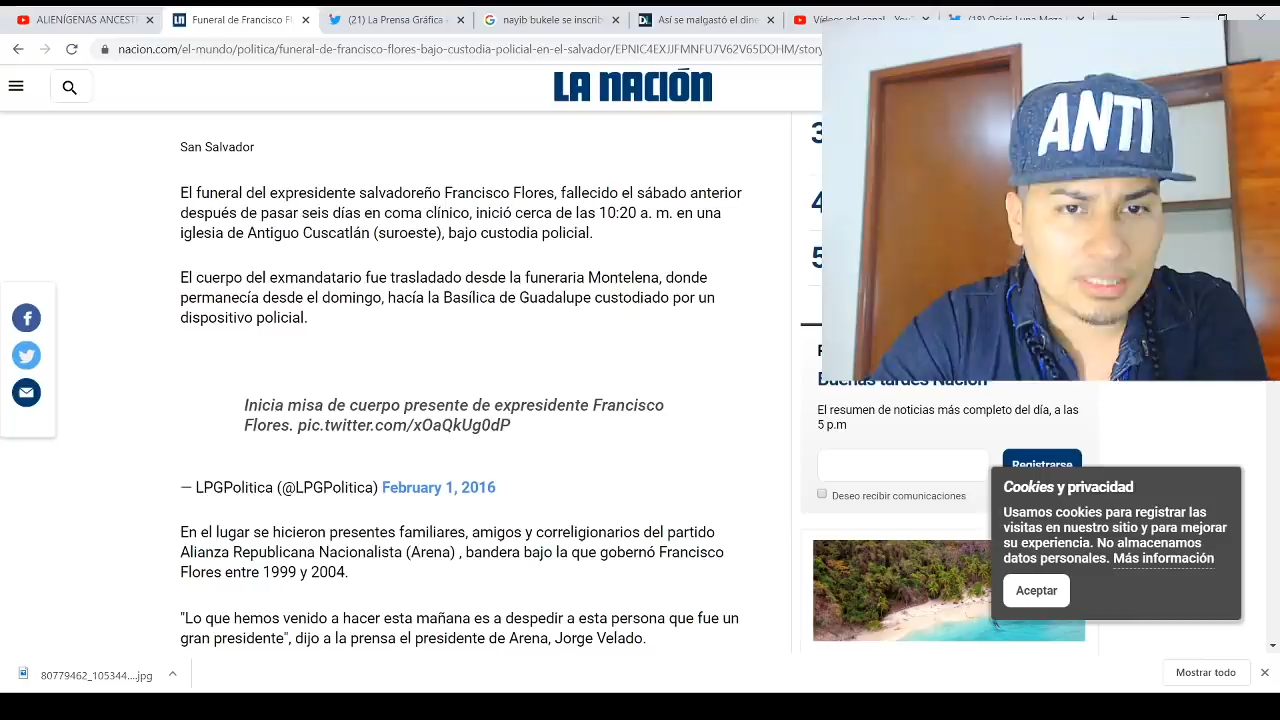 ALIENÍGENAS ANCEST
Funeral de Francisco Fl
(21) La Prensa Gráfica
nayib bukele se inscrib
Así se malgastó el dine
Vídeos del canal - YouT
(18) Osiris Luna Meza
nacion.com/el-mundo/politica/funeral-de-francisco-flores-bajo-custodia-policial-en-el-salvador/EPNIC4EXJJFMNFU7V62V65DOHM/story
LA NACIÓN
San Salvador
El funeral del expresidente salvadoreño Francisco Flores, fallecido el sábado anterior
después de pasar seis días en coma clínico, inició cerca de las 10:20 a. m. en una
iglesia de Antiguo Cuscatlán (suroeste), bajo custodia policial.
El cuerpo del exmandatario fue trasladado desde la funeraria Montelena, donde
permanecía desde el domingo, hacía la Basílica de Guadalupe custodiado por un
dispositivo policial.
Inicia misa de cuerpo presente de expresidente Francisco
Flores. pic.twitter.com/xOaQkUg0dP
— LPGPolitica (@LPGPolitica) February 1, 2016
En el lugar se hicieron presentes familiares, amigos y correligionarios del partido
Alianza Republicana Nacionalista (Arena) , bandera bajo la que gobernó Francisco
Flores entre 1999 y 2004.
"Lo que hemos venido a hacer esta mañana es a despedir a esta persona que fue un
gran presidente", dijo a la prensa el presidente de Arena, Jorge Velado.
3
4
5
ANTI
Buenas tardes Nación
El resumen de noticias más completo del día, a las
5 p.m
Registrarse
Deseo recibir comunicaciones
Cookies y privacidad
Usamos cookies para registrar las
visitas en nuestro sitio y para mejorar
su experiencia. No almacenamos
datos personales. Más información
Aceptar
80779462_105344....jpg
Mostrar todo